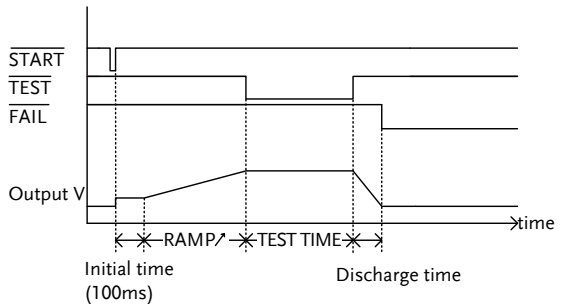 START
TEST
FAIL
Output V
time
RAMP↗ TEST TIME
Initial time
(100ms)
Discharge time